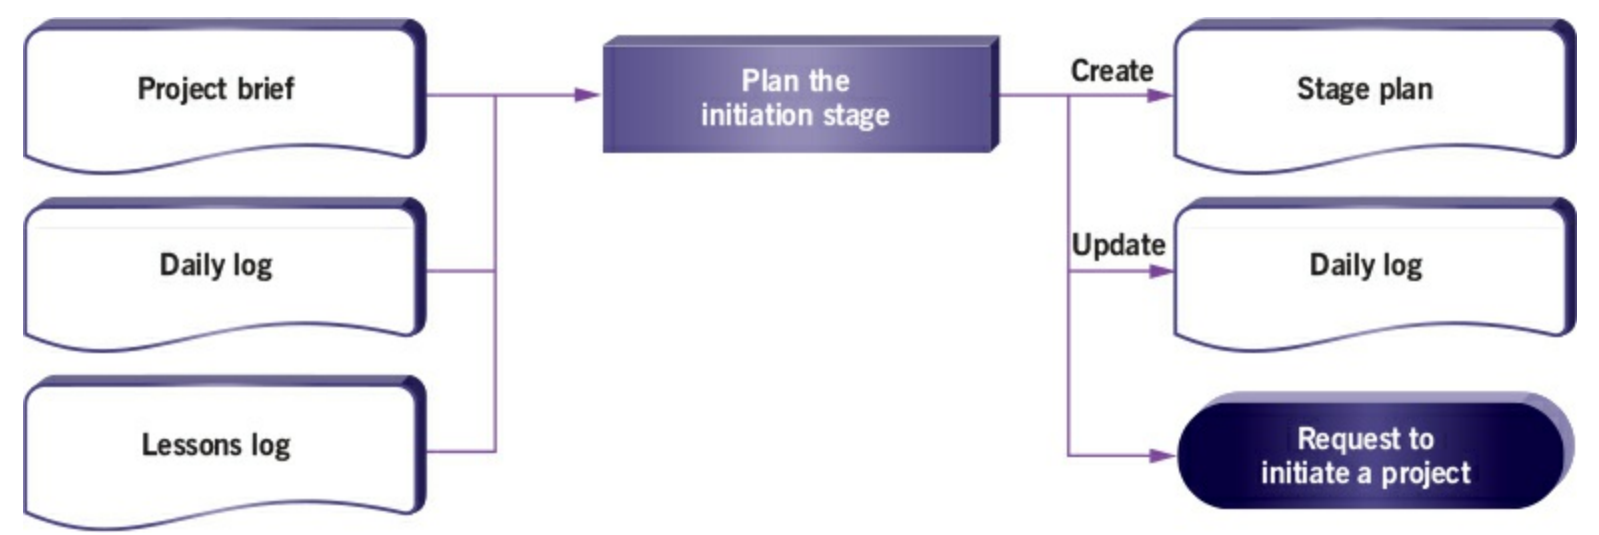 Project brief
Plan the
initiation stage
Create
Stage plan
Daily log
Update
Daily log
Lessons log
Request to
initiate a project